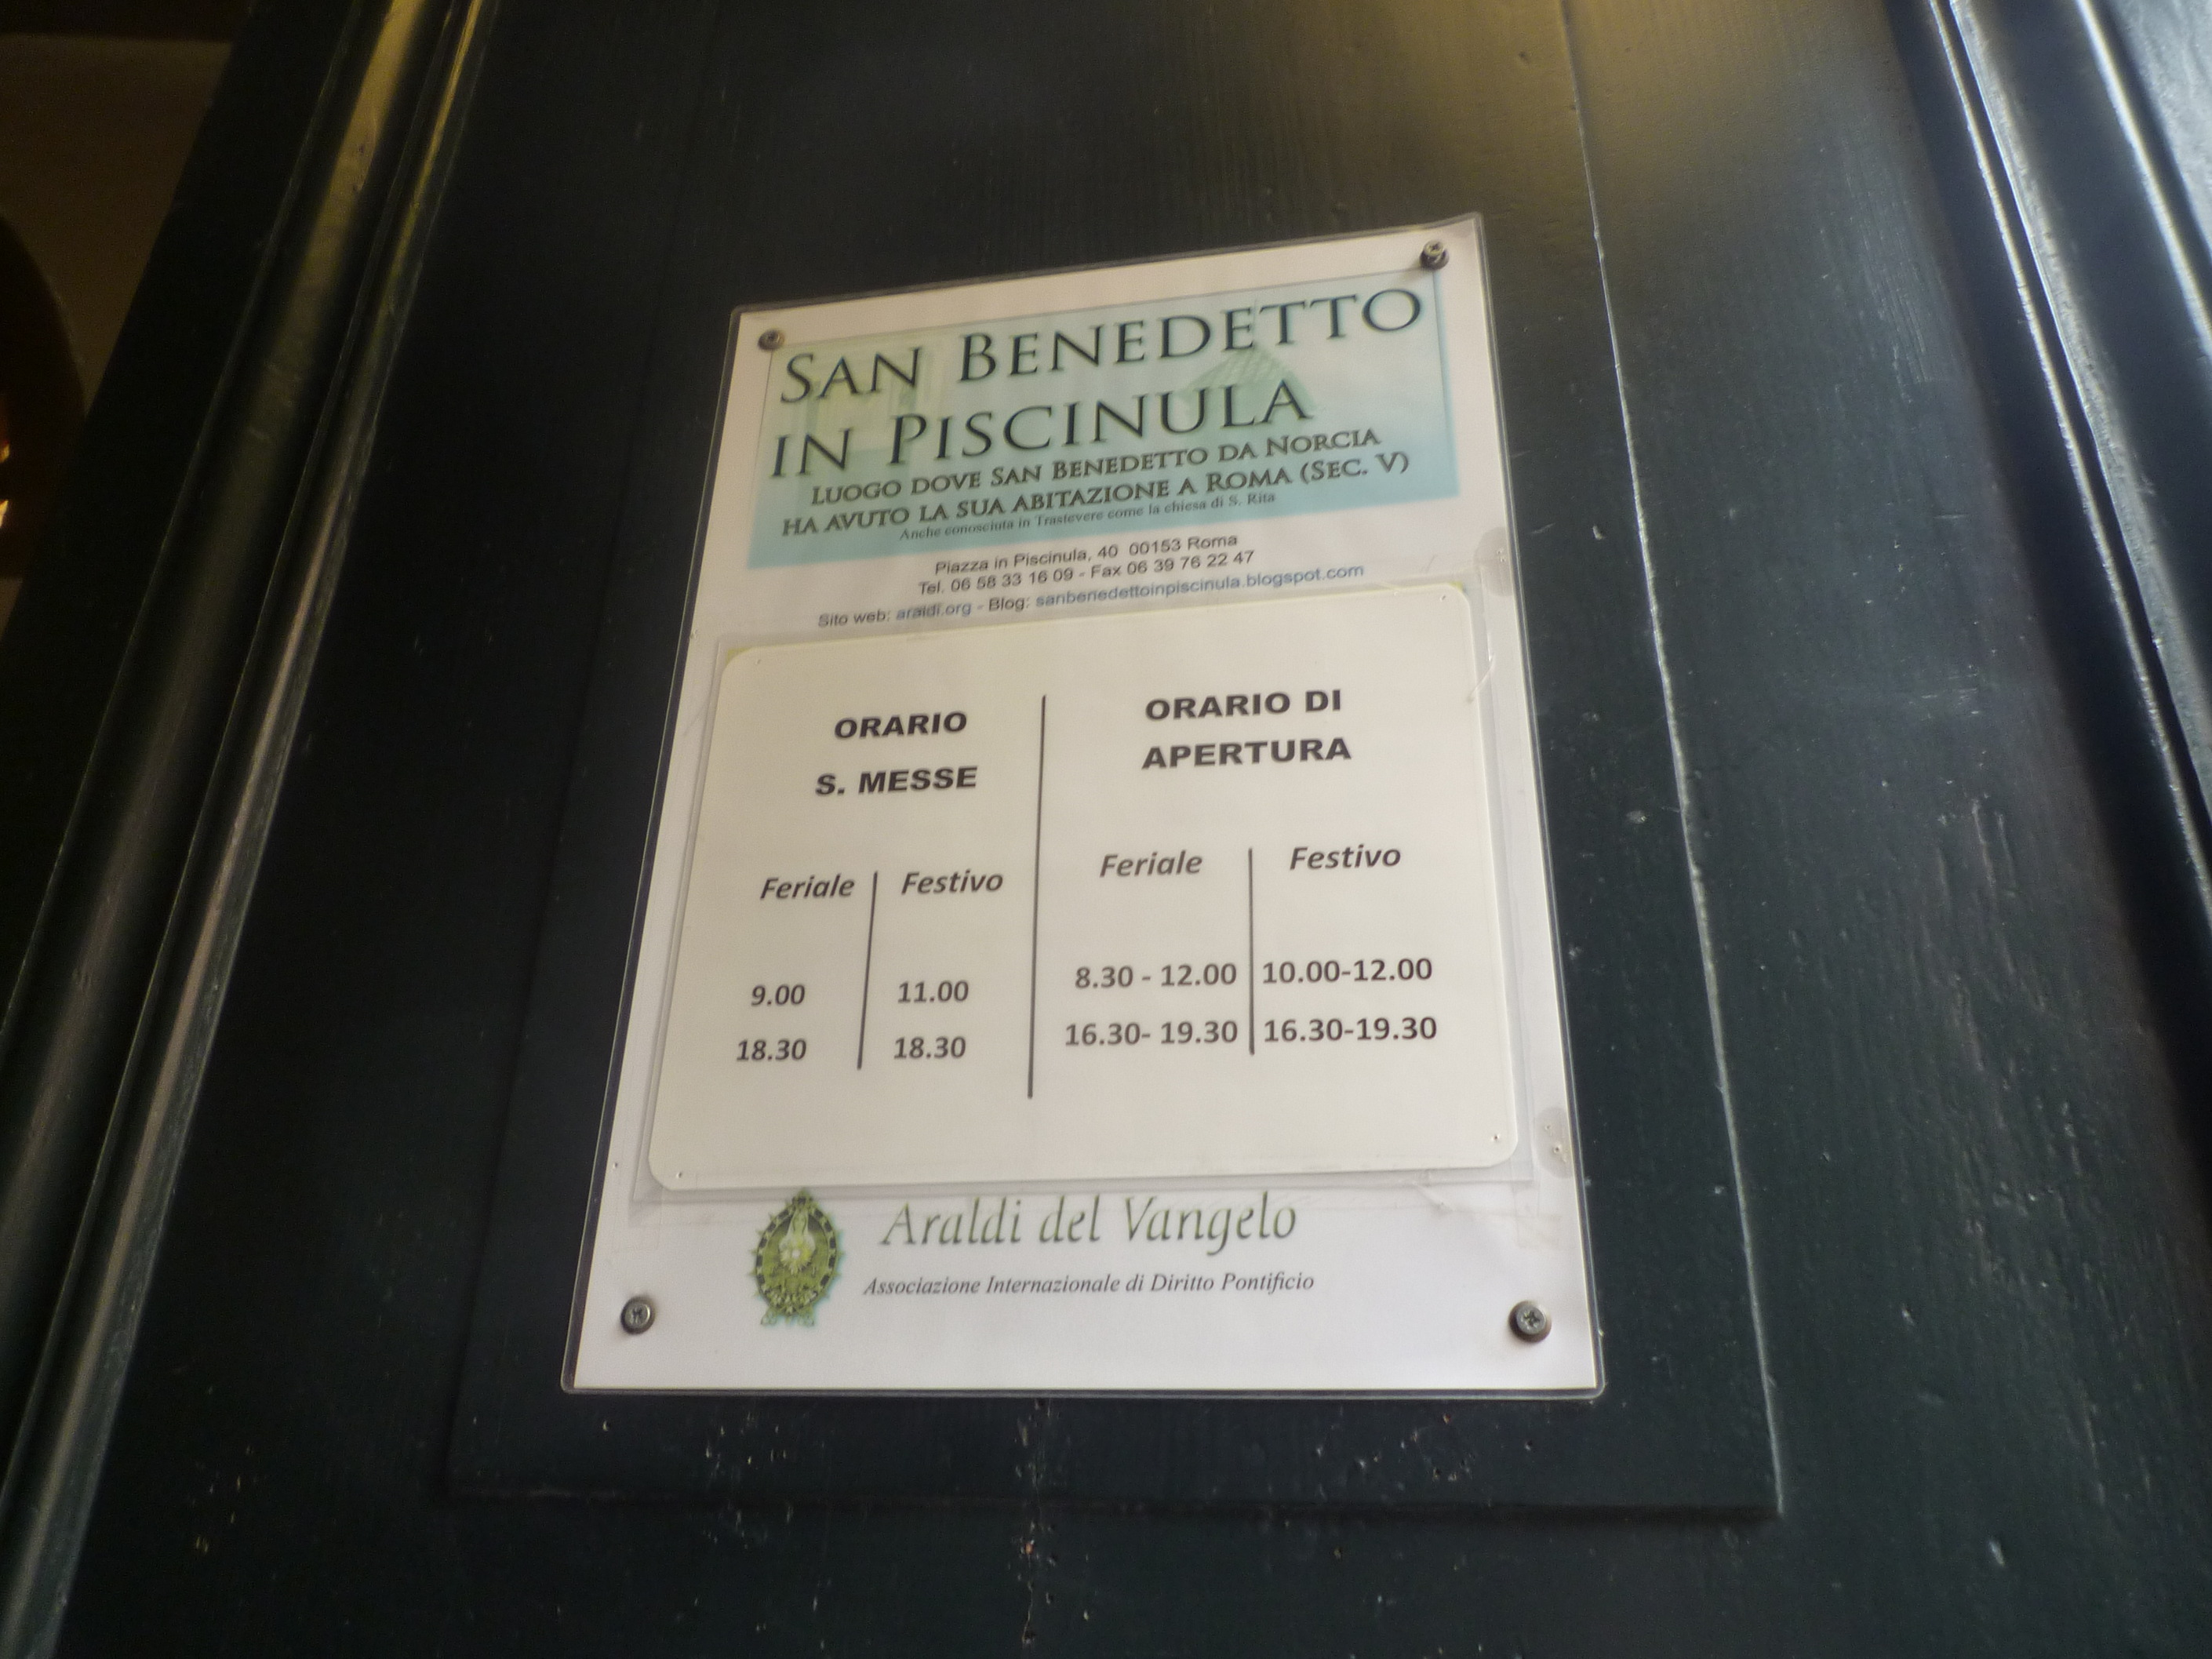 SAN BENEDETTO
IN PISCINULA
LUOGO DOVE SAN BENEDETTO DA NORCIA
HA AVUTO LA SUA ABITAZIONE A ROMA (SEC. V)
Anche conosciuta in Trastevere come la chiesa di S. Rita
Piazza in Piscinula, 40 00153 Roma
Tel. 06 58 33 16 09 - Fax 06 39 76 22 47
Sito web: araldi.org - Blog: sanbenedettoinpiscinula.blogspot.com
ORARIO
S. MESSE
Feriale Festivo
9.00 11.00
18.30 18.30
ORARIO DI
APERTURA
Feriale Festivo
8.30 - 12.00 10.00-12.00
16.30- 19.30 16.30-19.30
Araldi del Vangelo
Associazione Internazionale di Diritto Pontificio